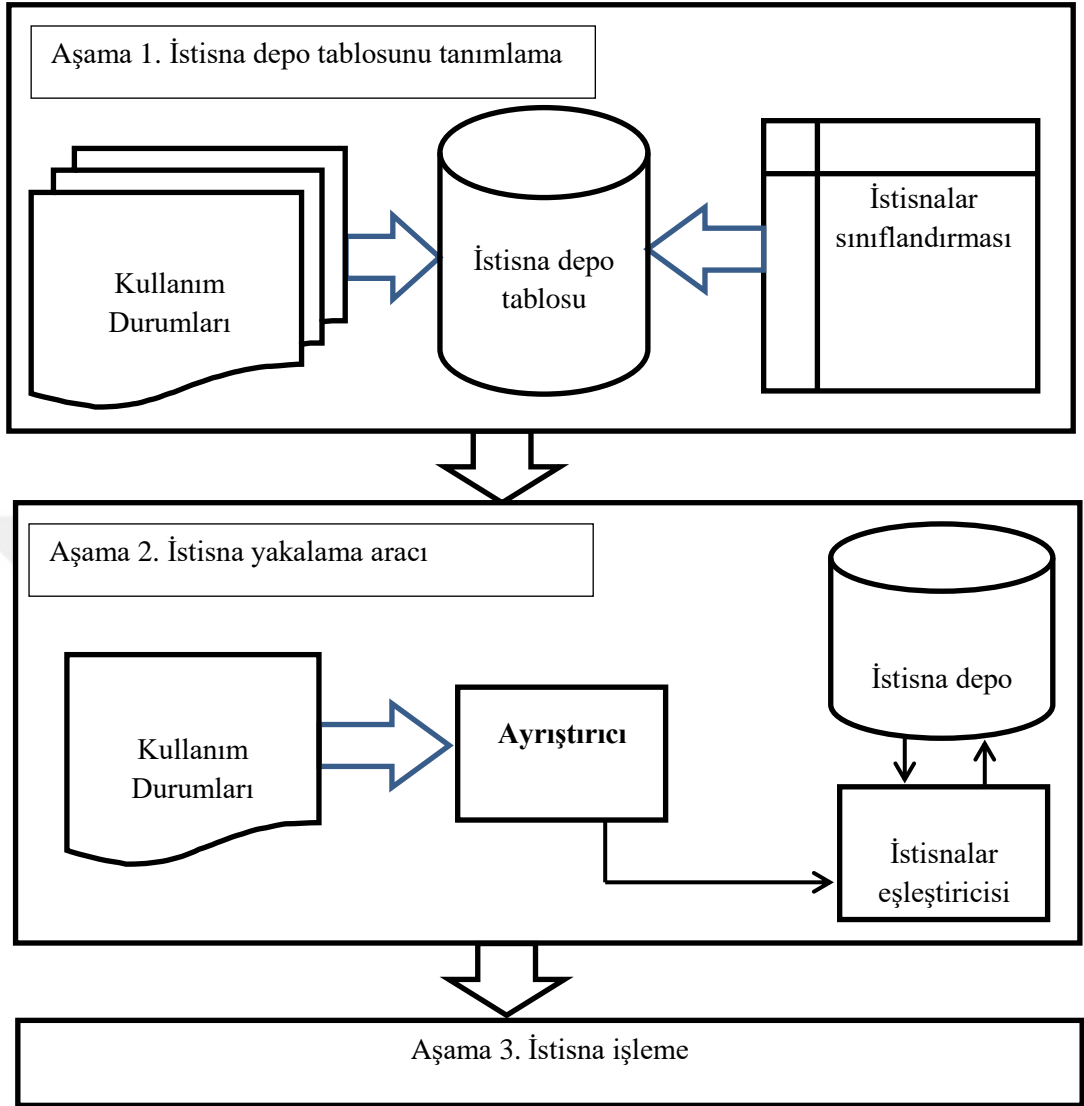 Aşama 1. İstisna depo tablosunu tanımlama
Kullanım
Durumları
İstisna depo
tablosu
İstisnalar
sınıflandırması
Aşama 2. İstisna yakalama aracı
Kullanım
Durumları
Ayrıştırıcı
İstisna depo
İstisnalar
eşleştiricisi
Aşama 3. İstisna işleme